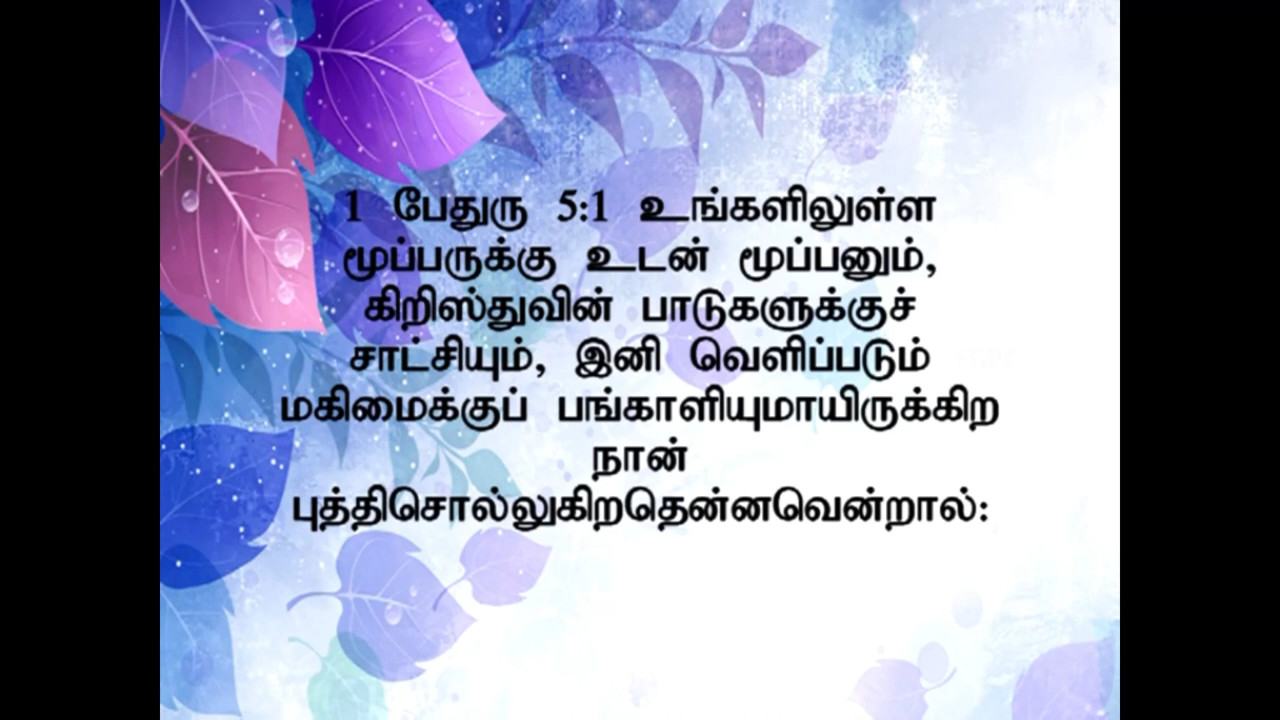 1 பேதுரு 5:1 உங்களிலுள்ள
மூப்பருக்கு உடன் மூப்பனும்,
கிறிஸ்துவின் பாடுகளுக்குச்
சாட்சியும், இனி வெளிப்படும்
மகிமைக்குப் பங்காளியுமாயிருக்கிற
நான்
புத்திசொல்லுகிறதென்னவென்றால்: